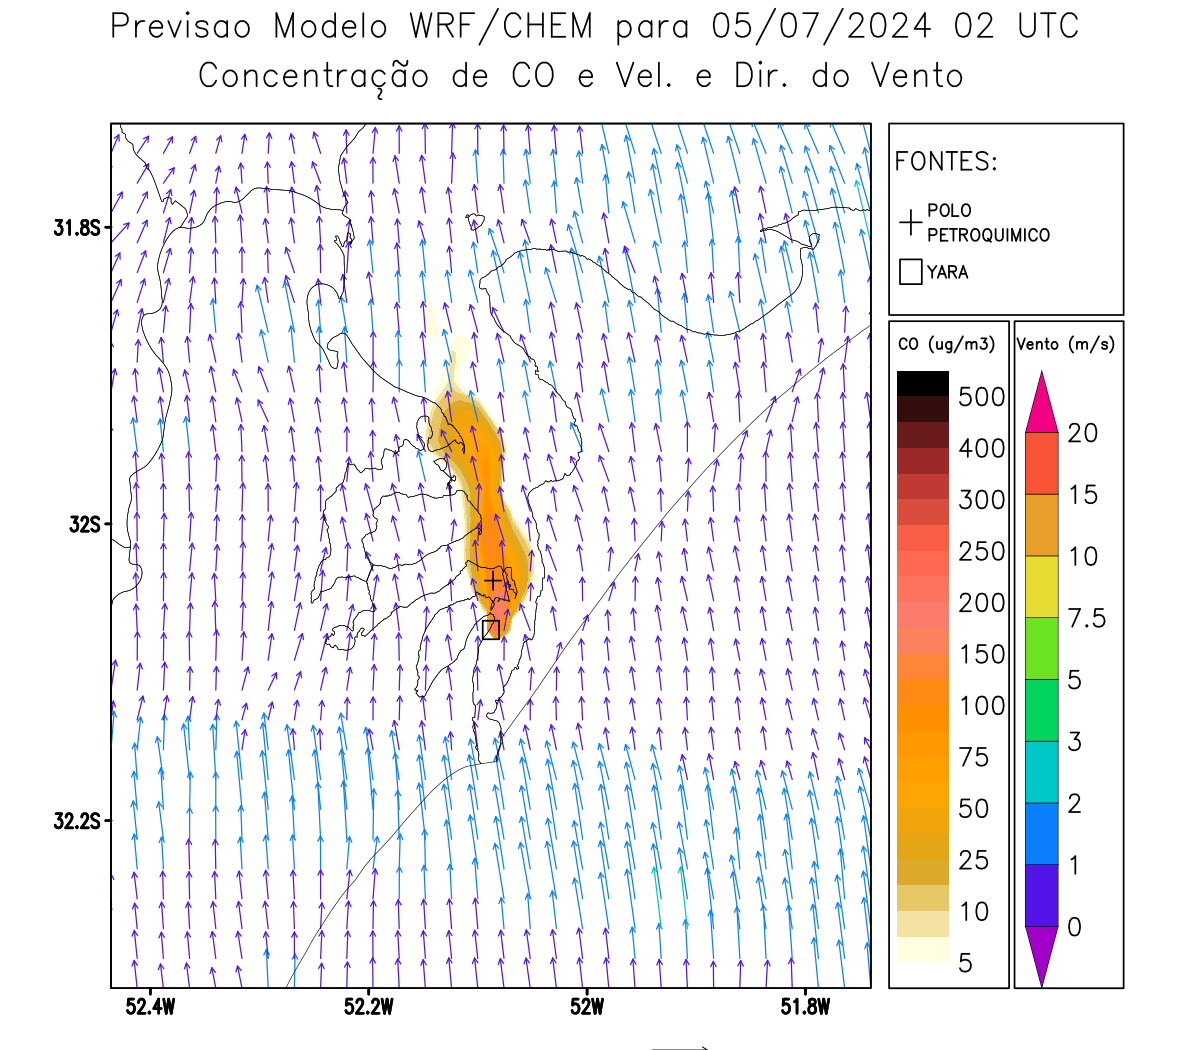 Previsao Modelo WRF/CHEM para 05/07/2024 02 UTC
Concentração de CO e Vel. e Dir. do Vento
FONTES:
POLO
PETROQUIMICO
YARA
CO (ug/m3)
500
400
300
250
200
150
100
75
50
25
10
5
Vento (m/s)
20
15
10
7.5
5
3
2
1
0
31.8S
32S
32.2S
52.4W
52.2W
52W
51.8W